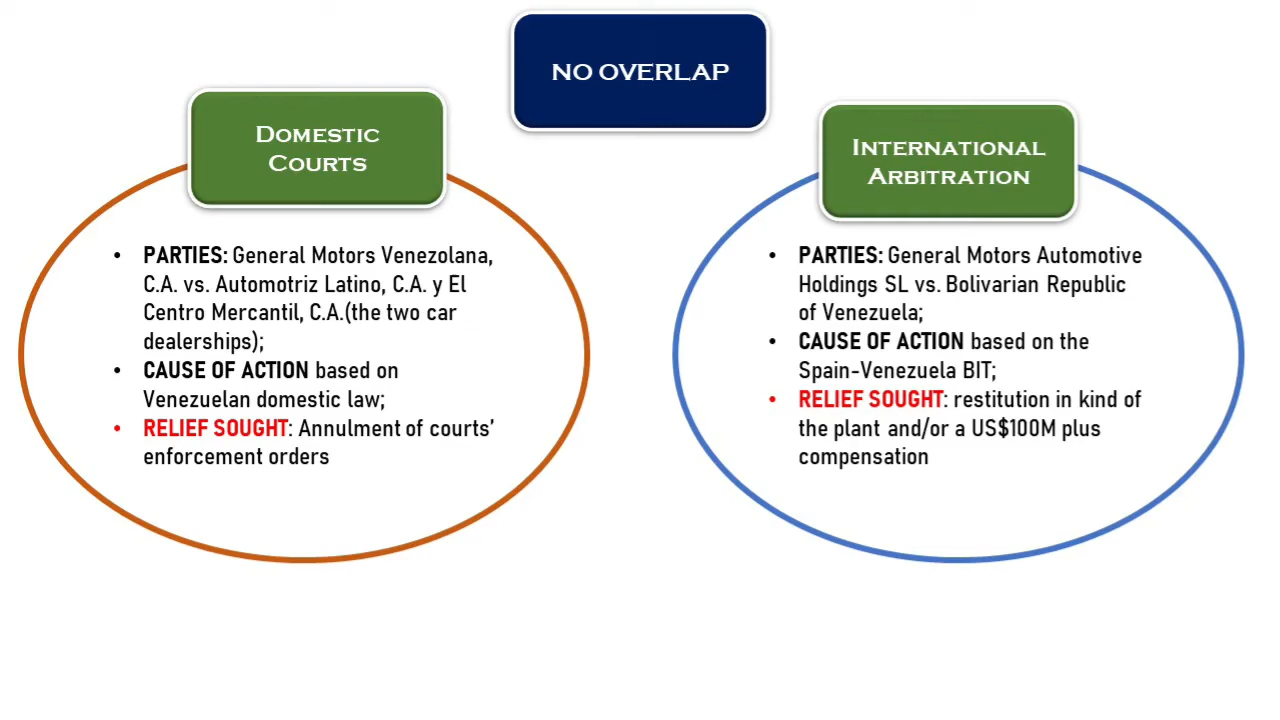 NO OVERLAP
DOMESTIC
COURTS
• PARTIES: General Motors Venezolana,
C.A. vs. Automotriz Latino, C.A. y El
Centro Mercantil, C.A.(the two car
dealerships);
• CAUSE OF ACTION based on
Venezuelan domestic law;
• RELIEF SOUGHT: Annulment of courts’
enforcement orders
INTERNATIONAL
ARBITRATION
• PARTIES: General Motors Automotive
Holdings SL vs. Bolivarian Republic
of Venezuela;
• CAUSE OF ACTION based on the
Spain-Venezuela BIT;
• RELIEF SOUGHT: restitution in kind of
the plant and/or a US$100M plus
compensation